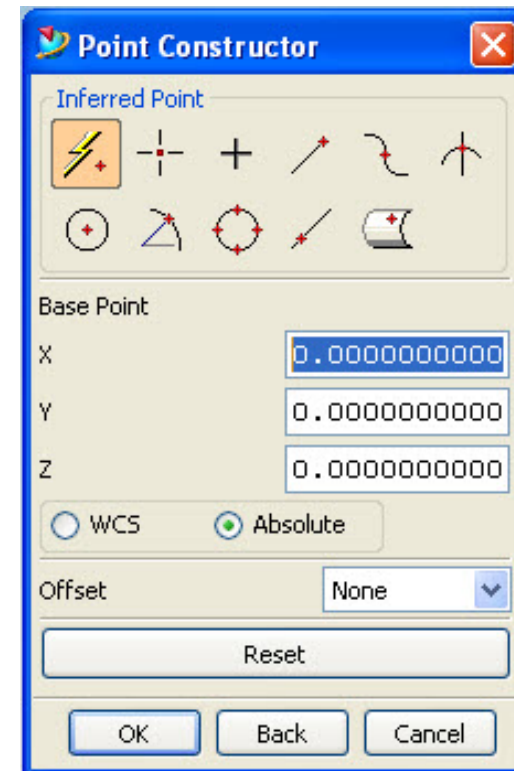 Point Constructor
Inferred Point
Base Point
X 0.0000000000
Y 0.0000000000
Z 0.0000000000
WCS Absolute
Offset None
Reset
OK Back Cancel